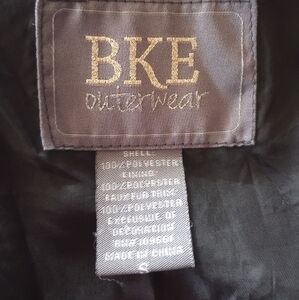 BKE
outerwear
SHELL:
100%POLYESTER
LINING:
100%POLYESTER
FAUX FUR TRIM:
100%POLYESTER
EXCLUSIVE OF
DECORATION
MADE IN CHINA
S